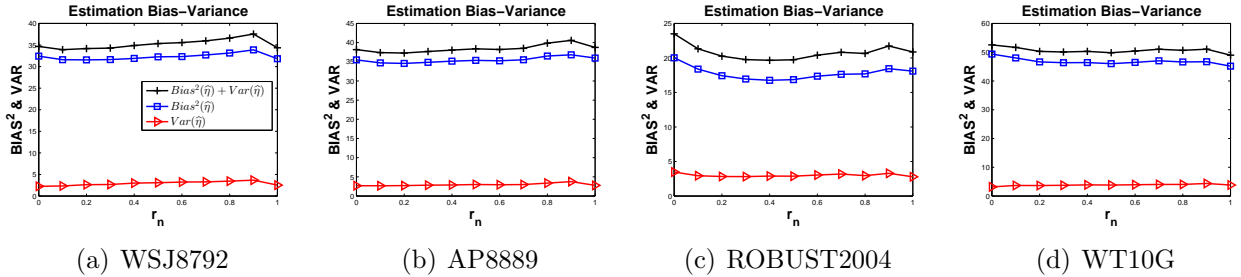 Estimation Bias−Variance
40
35
30
25
20
15
10
5
0
BIAS² & VAR
Bias²(η̂) + Var(η̂)
Bias²(η̂)
Var(η̂)
0 0.2 0.4 0.6 0.8 1
r_n
(a) WSJ8792
Estimation Bias−Variance
45
40
35
30
25
20
15
10
5
0
BIAS² & VAR
0 0.2 0.4 0.6 0.8 1
r_n
(b) AP8889
Estimation Bias−Variance
25
20
15
10
5
0
BIAS² & VAR
0 0.2 0.4 0.6 0.8 1
r_n
(c) ROBUST2004
Estimation Bias−Variance
60
50
40
30
20
10
0
BIAS² & VAR
0 0.2 0.4 0.6 0.8 1
r_n
(d) WT10G